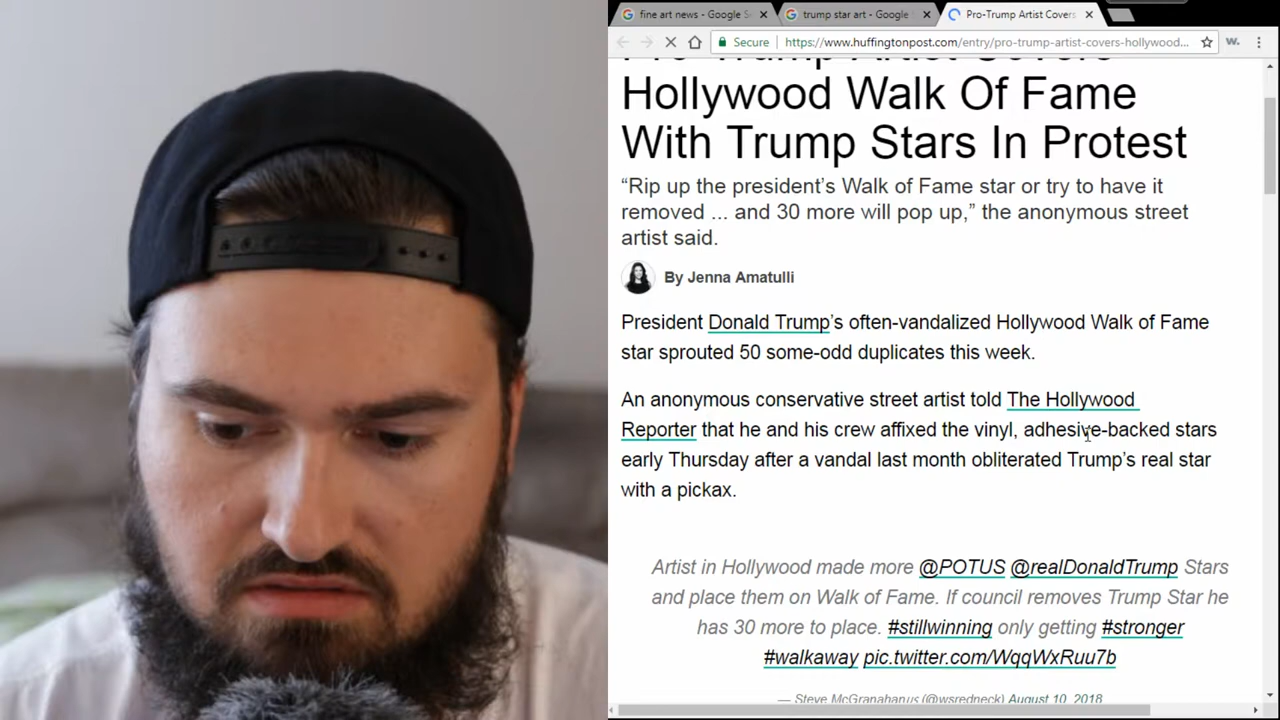 fine art news - Google
trump star art - Google
Pro-Trump Artist Covers
Secure
https://www.huffingtonpost.com/entry/pro-trump-artist-covers-hollywood...
W.
Pro-Trump Artist Covers
Hollywood Walk Of Fame
With Trump Stars In Protest
“Rip up the president’s Walk of Fame star or try to have it
removed ... and 30 more will pop up,” the anonymous street
artist said.
By Jenna Amatulli
President Donald Trump’s often-vandalized Hollywood Walk of Fame
star sprouted 50 some-odd duplicates this week.
An anonymous conservative street artist told The Hollywood
Reporter that he and his crew affixed the vinyl, adhesive-backed stars
early Thursday after a vandal last month obliterated Trump’s real star
with a pickax.
Artist in Hollywood made more @POTUS @realDonaldTrump Stars
and place them on Walk of Fame. If council removes Trump Star he
has 30 more to place. #stillwinning only getting #stronger
#walkaway pic.twitter.com/WqqWxRuu7b
— Steve McGranahan🇺🇸 (@wsredneck) August 10, 2018